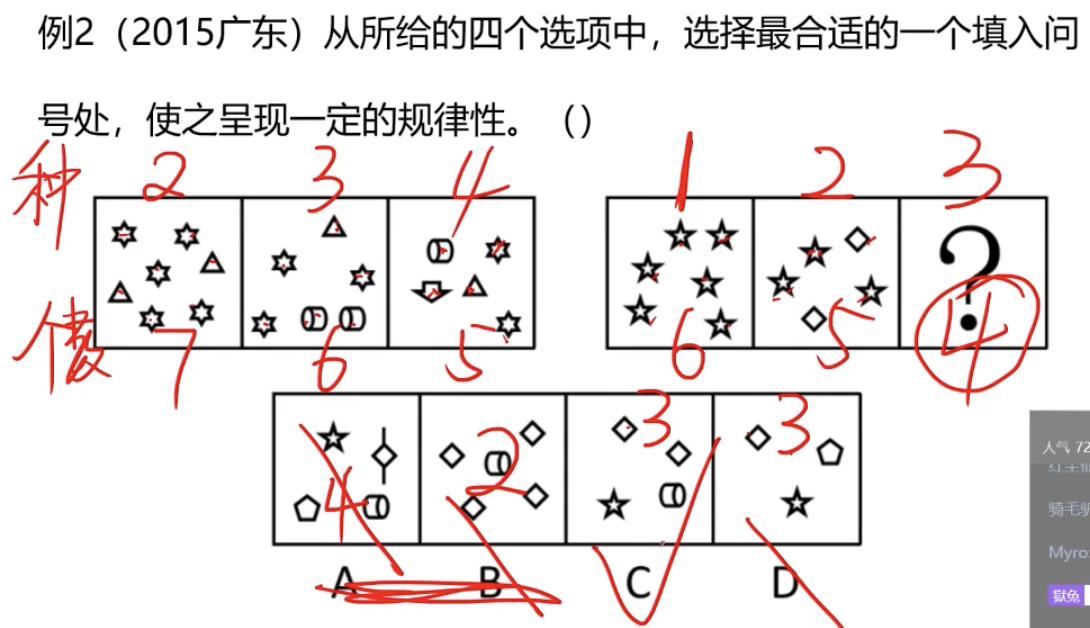 例2（2015广东）从所给的四个选项中，选择最合适的一个填入问
号处，使之呈现一定的规律性。（）
种 2 3 4 1 2 3
?
7 6 5 6 5 4
4 2 3 3
A B C D
人气 72
骑毛驴
Myro
獄兔